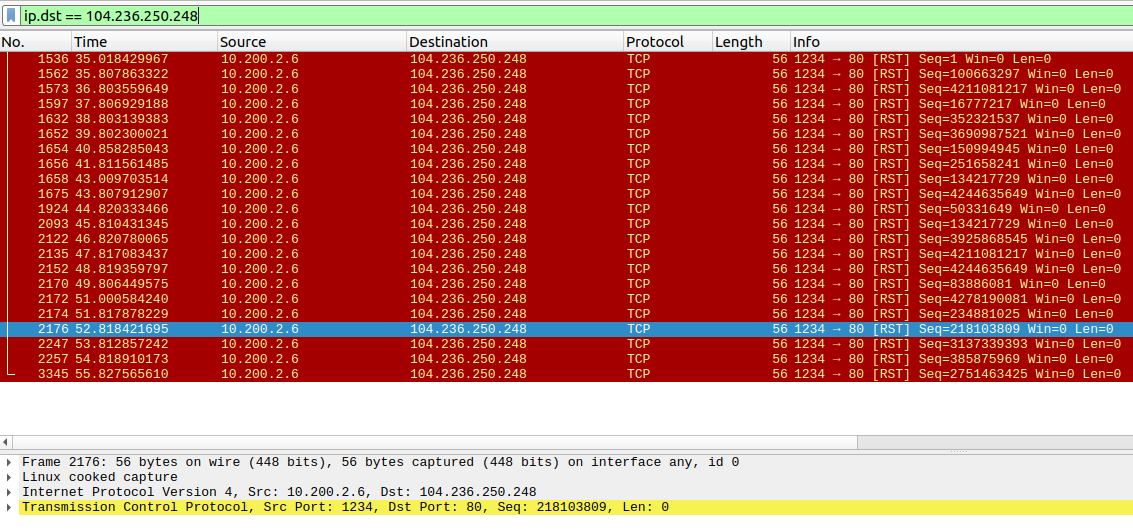 ip.dst == 104.236.250.248
No. Time Source Destination Protocol Length Info
1536 35.018429967 10.200.2.6 104.236.250.248 TCP 56 1234 → 80 [RST] Seq=1 Win=0 Len=0
1562 35.807863322 10.200.2.6 104.236.250.248 TCP 56 1234 → 80 [RST] Seq=100663297 Win=0 Len=0
1573 36.803559649 10.200.2.6 104.236.250.248 TCP 56 1234 → 80 [RST] Seq=4211081217 Win=0 Len=0
1597 37.806929188 10.200.2.6 104.236.250.248 TCP 56 1234 → 80 [RST] Seq=16777217 Win=0 Len=0
1632 38.803139383 10.200.2.6 104.236.250.248 TCP 56 1234 → 80 [RST] Seq=352321537 Win=0 Len=0
1652 39.802300021 10.200.2.6 104.236.250.248 TCP 56 1234 → 80 [RST] Seq=3690987521 Win=0 Len=0
1654 40.858285043 10.200.2.6 104.236.250.248 TCP 56 1234 → 80 [RST] Seq=150994945 Win=0 Len=0
1656 41.811561485 10.200.2.6 104.236.250.248 TCP 56 1234 → 80 [RST] Seq=251658241 Win=0 Len=0
1658 43.009703514 10.200.2.6 104.236.250.248 TCP 56 1234 → 80 [RST] Seq=134217729 Win=0 Len=0
1675 43.807912907 10.200.2.6 104.236.250.248 TCP 56 1234 → 80 [RST] Seq=4244635649 Win=0 Len=0
1924 44.820333466 10.200.2.6 104.236.250.248 TCP 56 1234 → 80 [RST] Seq=50331649 Win=0 Len=0
2093 45.810431345 10.200.2.6 104.236.250.248 TCP 56 1234 → 80 [RST] Seq=134217729 Win=0 Len=0
2122 46.820780065 10.200.2.6 104.236.250.248 TCP 56 1234 → 80 [RST] Seq=3925868545 Win=0 Len=0
2135 47.817083437 10.200.2.6 104.236.250.248 TCP 56 1234 → 80 [RST] Seq=4211081217 Win=0 Len=0
2152 48.819359797 10.200.2.6 104.236.250.248 TCP 56 1234 → 80 [RST] Seq=4244635649 Win=0 Len=0
2170 49.806449575 10.200.2.6 104.236.250.248 TCP 56 1234 → 80 [RST] Seq=83886081 Win=0 Len=0
2172 51.000584240 10.200.2.6 104.236.250.248 TCP 56 1234 → 80 [RST] Seq=4278190081 Win=0 Len=0
2174 51.817878229 10.200.2.6 104.236.250.248 TCP 56 1234 → 80 [RST] Seq=234881025 Win=0 Len=0
2176 52.818421695 10.200.2.6 104.236.250.248 TCP 56 1234 → 80 [RST] Seq=218103809 Win=0 Len=0
2247 53.812857242 10.200.2.6 104.236.250.248 TCP 56 1234 → 80 [RST] Seq=3137339393 Win=0 Len=0
2257 54.818910173 10.200.2.6 104.236.250.248 TCP 56 1234 → 80 [RST] Seq=385875969 Win=0 Len=0
3345 55.827565610 10.200.2.6 104.236.250.248 TCP 56 1234 → 80 [RST] Seq=2751463425 Win=0 Len=0
Frame 2176: 56 bytes on wire (448 bits), 56 bytes captured (448 bits) on interface any, id 0
Linux cooked capture
Internet Protocol Version 4, Src: 10.200.2.6, Dst: 104.236.250.248
Transmission Control Protocol, Src Port: 1234, Dst Port: 80, Seq: 218103809, Len: 0